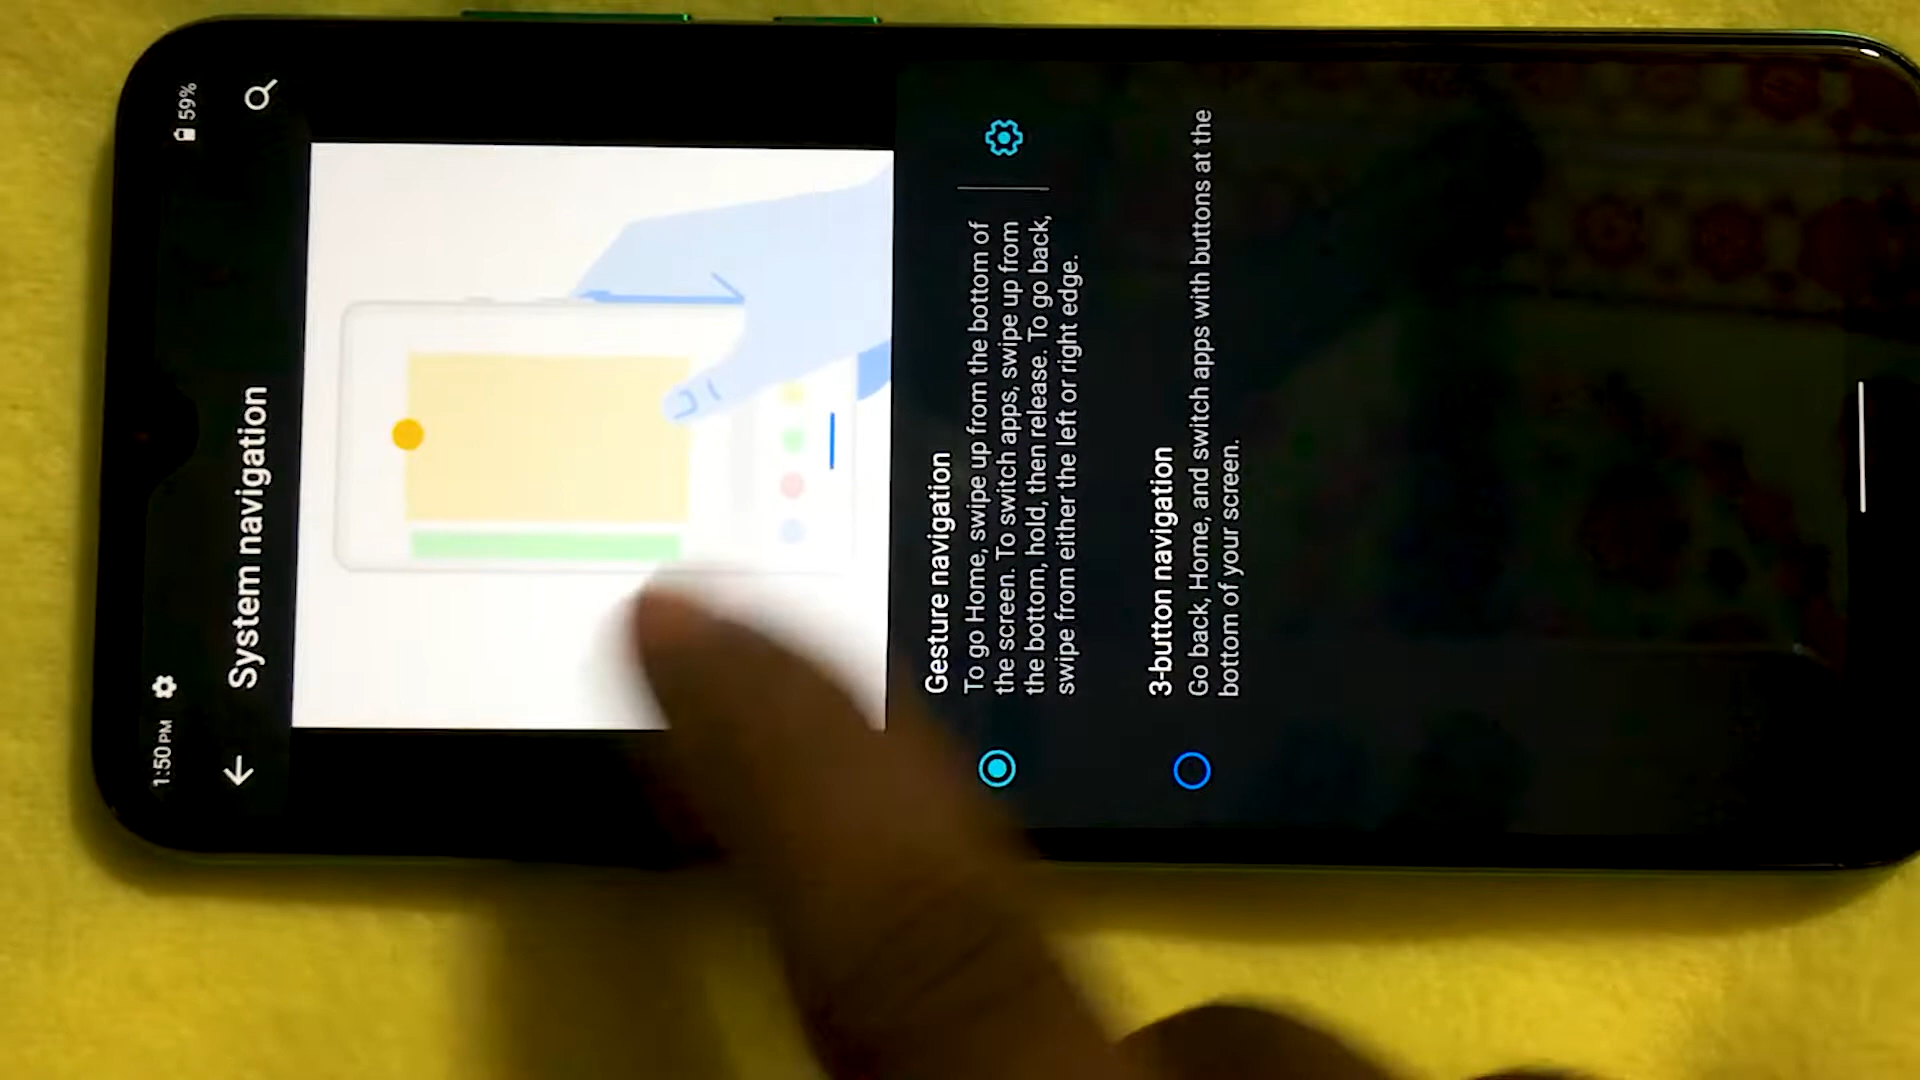 1:50 PM 59%
System navigation
Gesture navigation
To go Home, swipe up from the bottom of
the screen. To switch apps, swipe up from
the bottom, hold, then release. To go back,
swipe from either the left or right edge.
3-button navigation
Go back, Home, and switch apps with buttons at the
bottom of your screen.